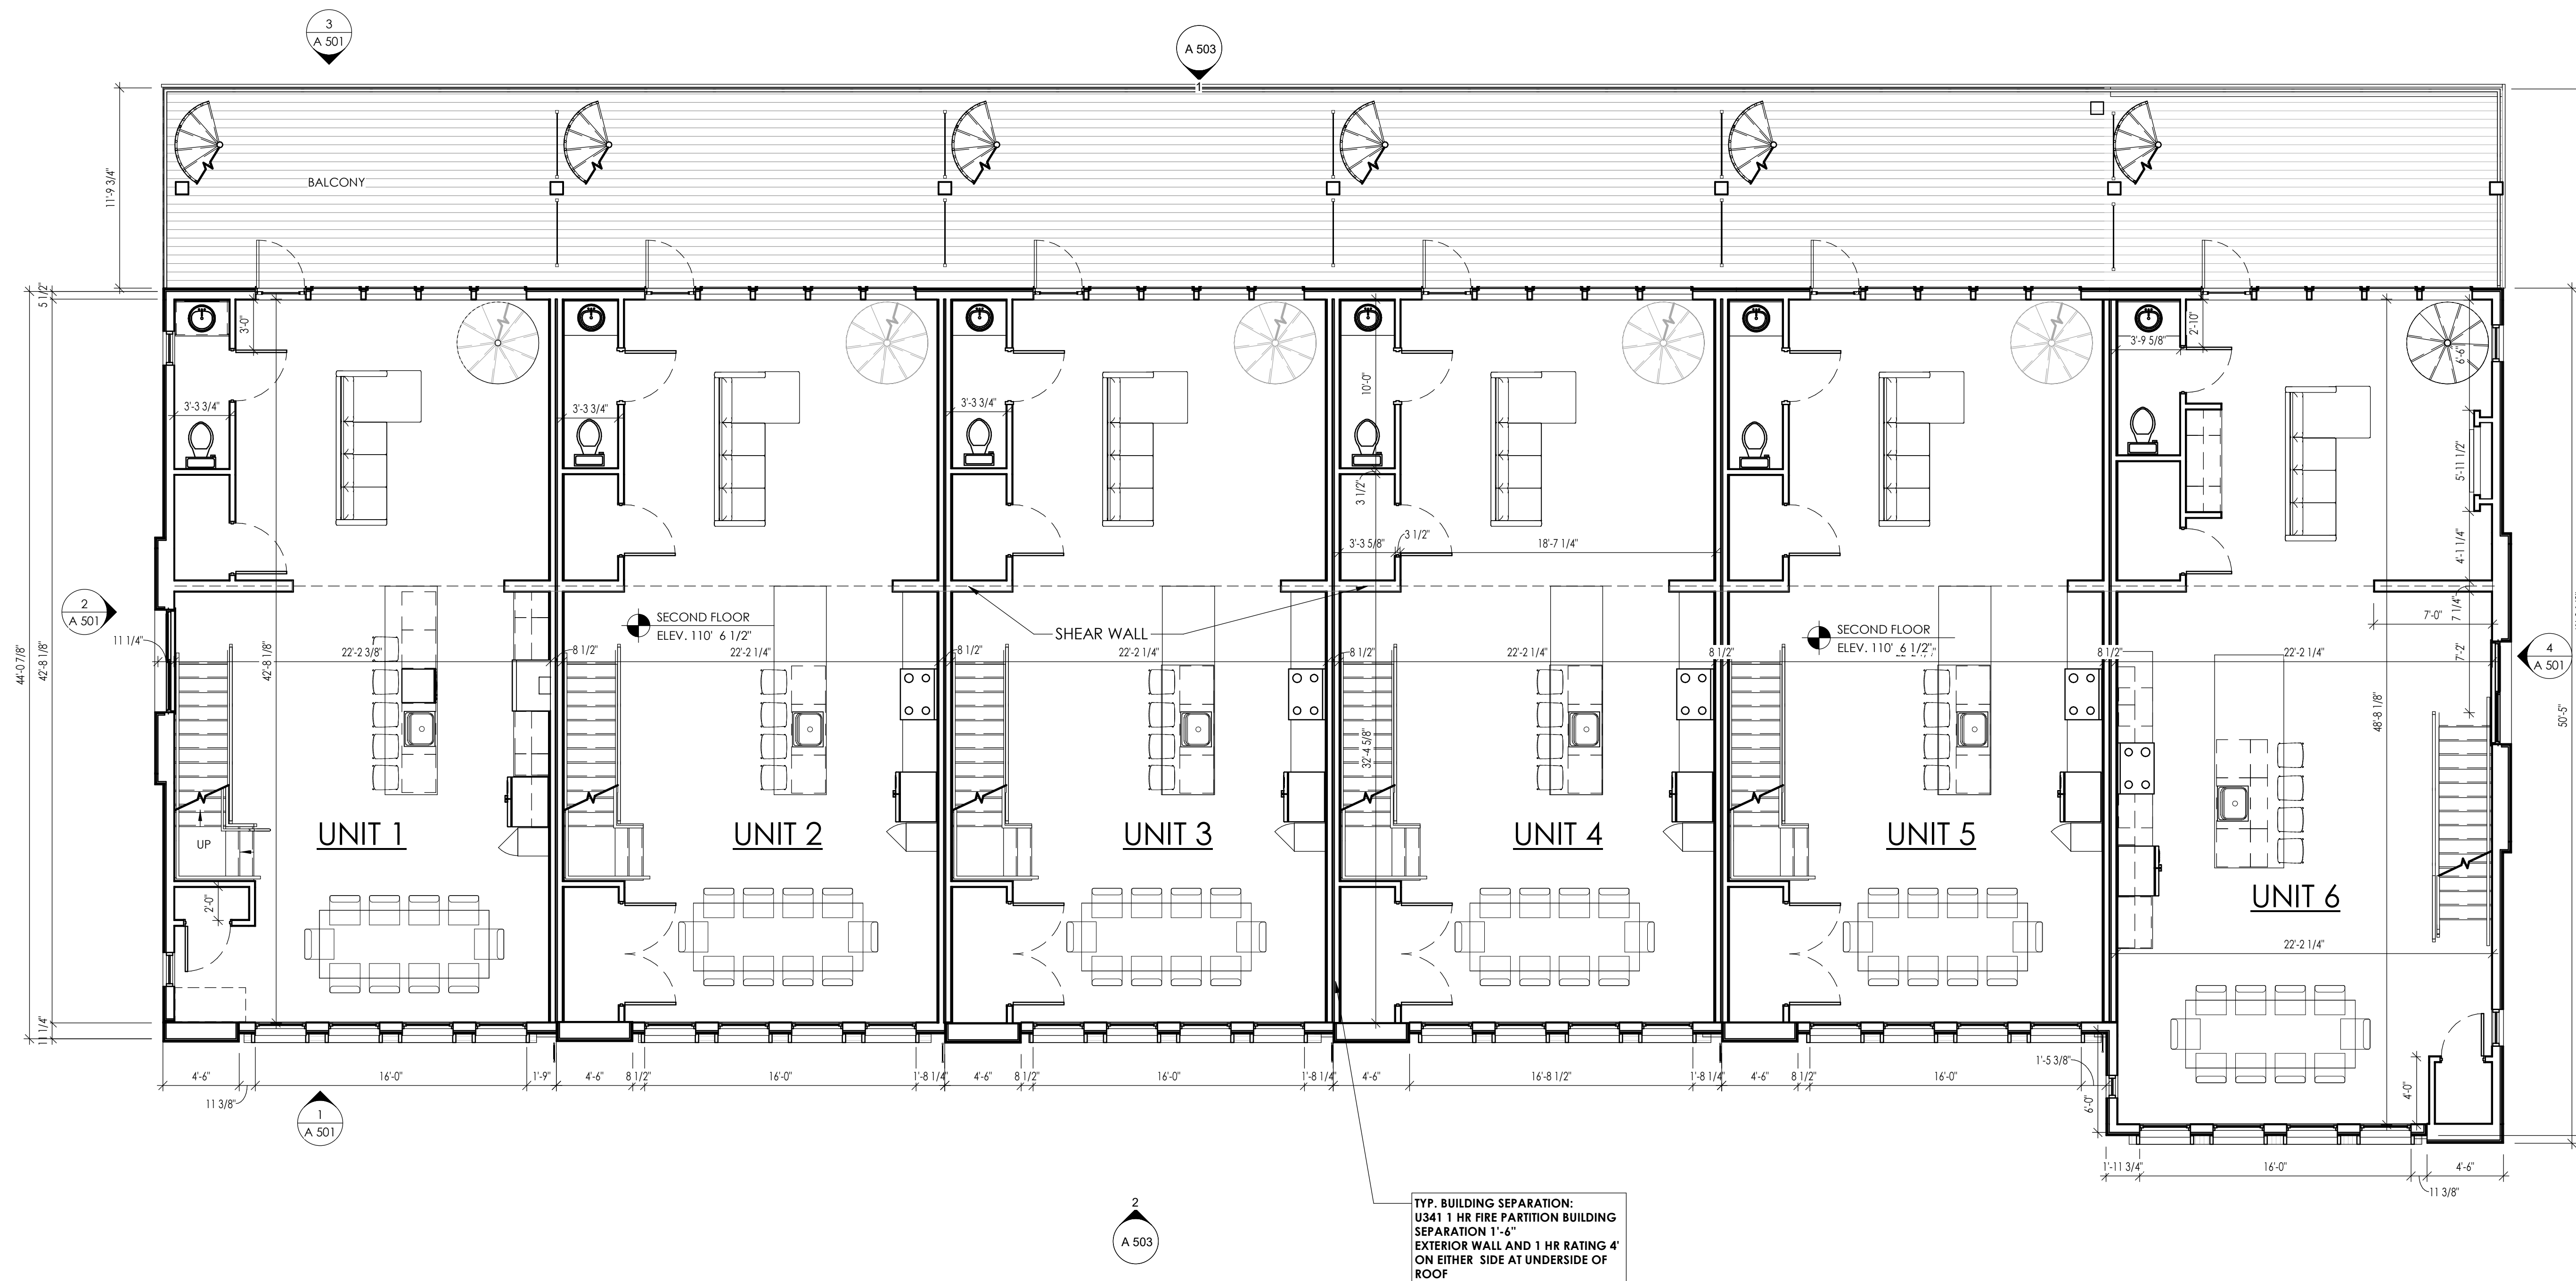 3
A 501
A 503
1
11'-9 3/4"
BALCONY
5 1/2"
3'-0"
2'-10"
3'-9 5/8"
6'-6"
10'-0"
3'-3 3/4"
3'-3 3/4"
3'-3 3/4"
5'-11 1/2"
3 1/2"
3 1/2"
3'-3 5/8"
18'-7 1/4"
4'-1 1/4"
2
A 501
SECOND FLOOR
ELEV. 110' 6 1/2"
SHEAR WALL
SECOND FLOOR
ELEV. 110' 6 1/2"
7 1/4"
7'-0"
11 1/4"
22'-2 3/8"
8 1/2"
22'-2 1/4"
8 1/2"
22'-2 1/4"
8 1/2"
22'-2 1/4"
8 1/2"
8 1/2"
22'-2 1/4"
7'-2"
4
A 501
44'-0 7/8"
42'-8 1/8"
42'-8 1/8"
32'-4 5/8"
48'-8 1/8"
50'-5"
UP
UNIT 1
UNIT 2
UNIT 3
UNIT 4
UNIT 5
UNIT 6
2'-0"
22'-2 1/4"
11 1/4"
4'-6"
16'-0"
1'-9"
4'-6"
8 1/2"
16'-0"
1'-8 1/4"
4'-6"
8 1/2"
16'-0"
1'-8 1/4"
4'-6"
16'-8 1/2"
1'-8 1/4"
4'-6"
8 1/2"
16'-0"
1'-5 3/8"
11 3/8"
6'-0"
4'-0"
1
A 501
1'-11 3/4"
16'-0"
4'-6"
11 3/8"
2
A 503
TYP. BUILDING SEPARATION:
U341 1 HR FIRE PARTITION BUILDING
SEPARATION 1'-6"
EXTERIOR WALL AND 1 HR RATING 4'
ON EITHER SIDE AT UNDERSIDE OF
ROOF